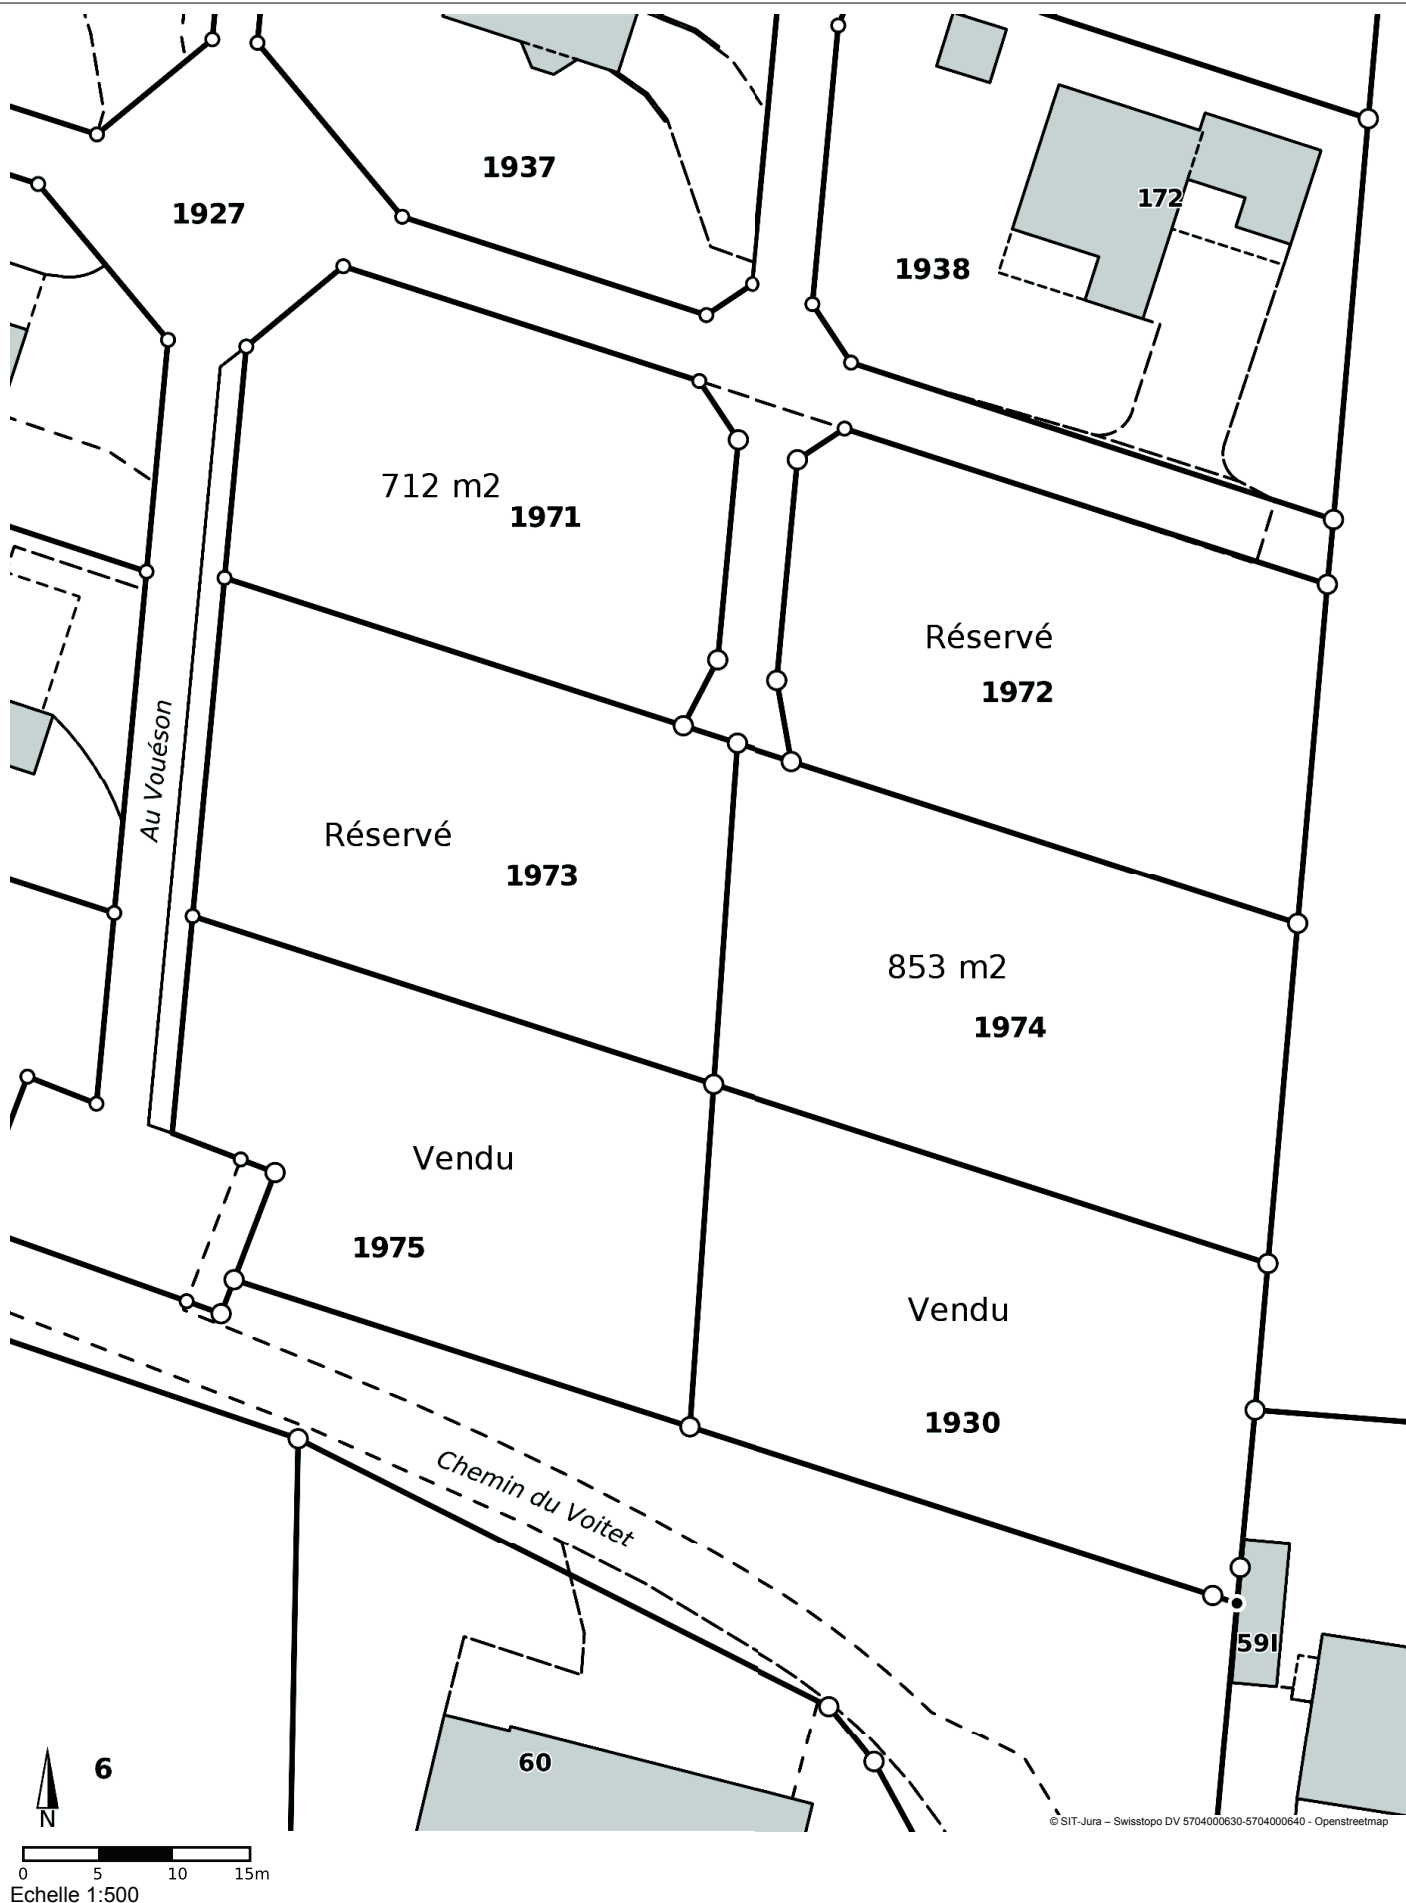 1937
172
1927
1938
712 m2
1971
Réservé
1972
Au Vouéson
Réservé
1973
853 m2
1974
Vendu
1975
Vendu
1930
Chemin du Voitet
59I
60
6
N
© SIT-Jura – Swisstopo DV 5704000630-5704000640 - Openstreetmap
0 5 10 15m
Echelle 1:500